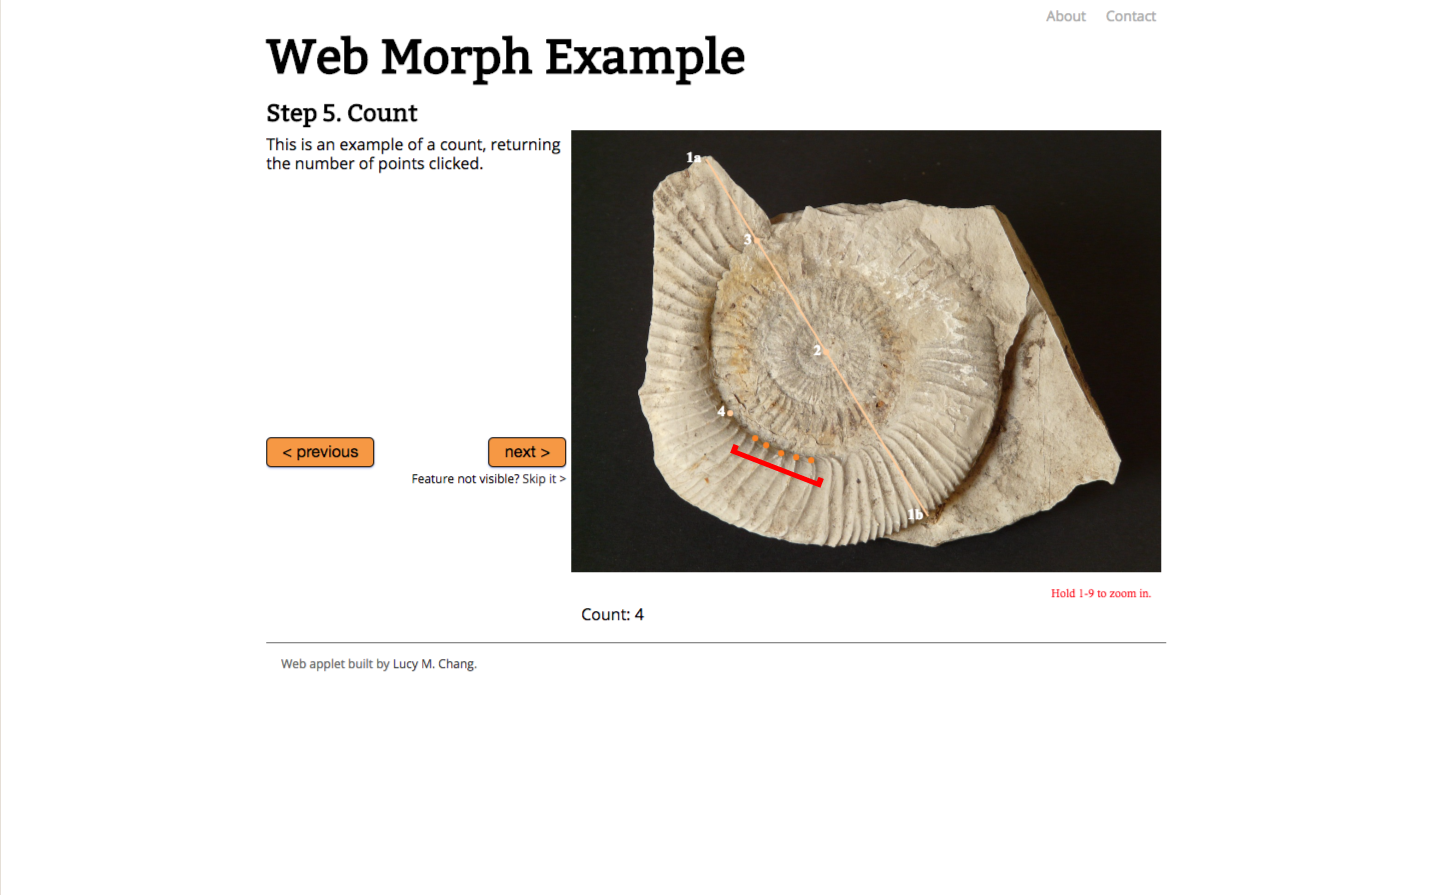 About Contact
Web Morph Example
Step 5. Count
This is an example of a count, returning
the number of points clicked.
1a
3
2
4
1b
< previous
next >
Feature not visible? Skip it >
Hold 1-9 to zoom in.
Count: 4
Web applet built by Lucy M. Chang.